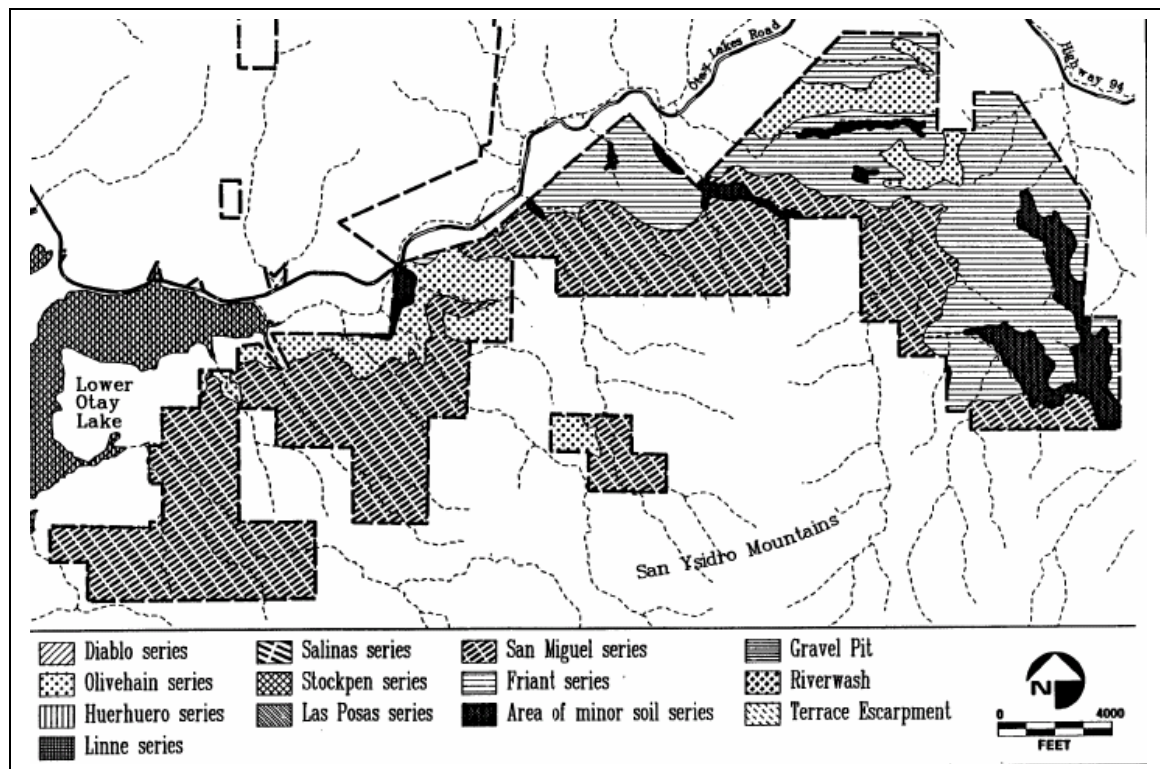 Otay Lakes Road
Highway 94
Lower
Otay
Lake
San Ysidro Mountains
Diablo series
Salinas series
San Miguel series
Gravel Pit
Olivehain series
Stockpen series
Friant series
Riverwash
Huerhuero series
Las Posas series
Area of minor soil series
Terrace Escarpment
Linne series
N
0 4000
FEET